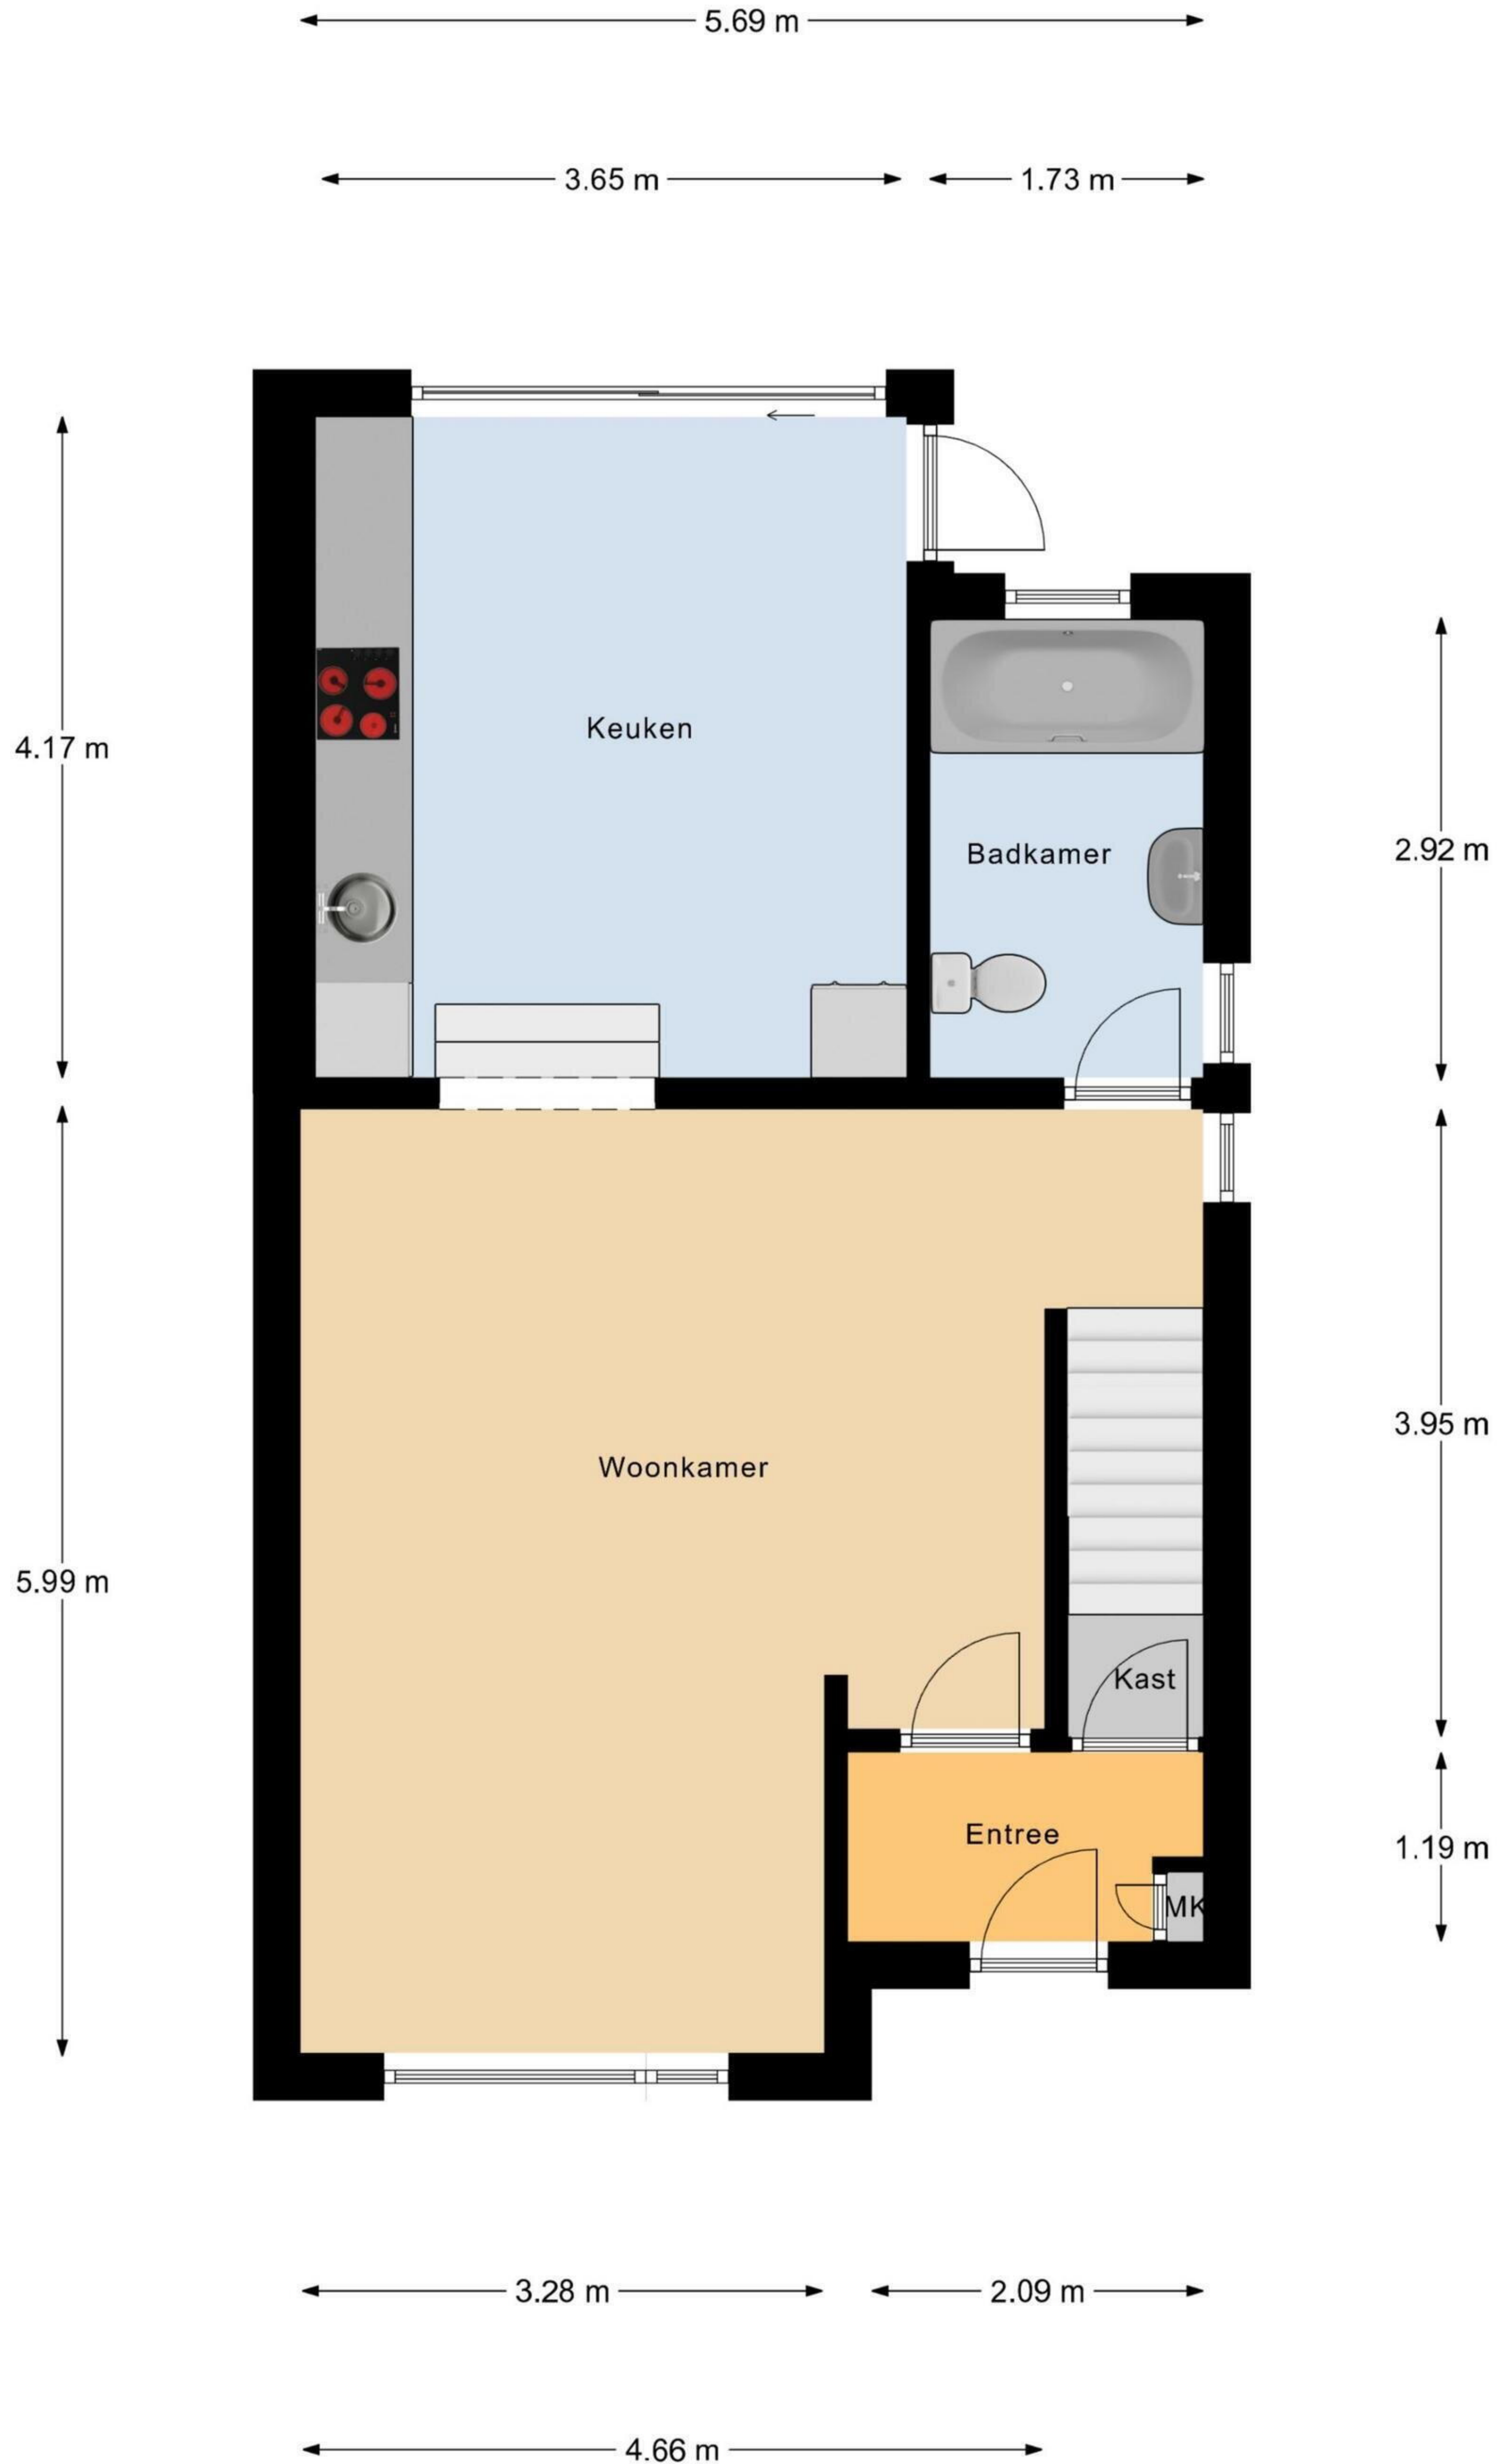 5.69 m
3.65 m
1.73 m
Keuken
4.17 m
Badkamer
2.92 m
3.95 m
Woonkamer
5.99 m
Kast
Entree
1.19 m
MK
3.28 m
2.09 m
4.66 m